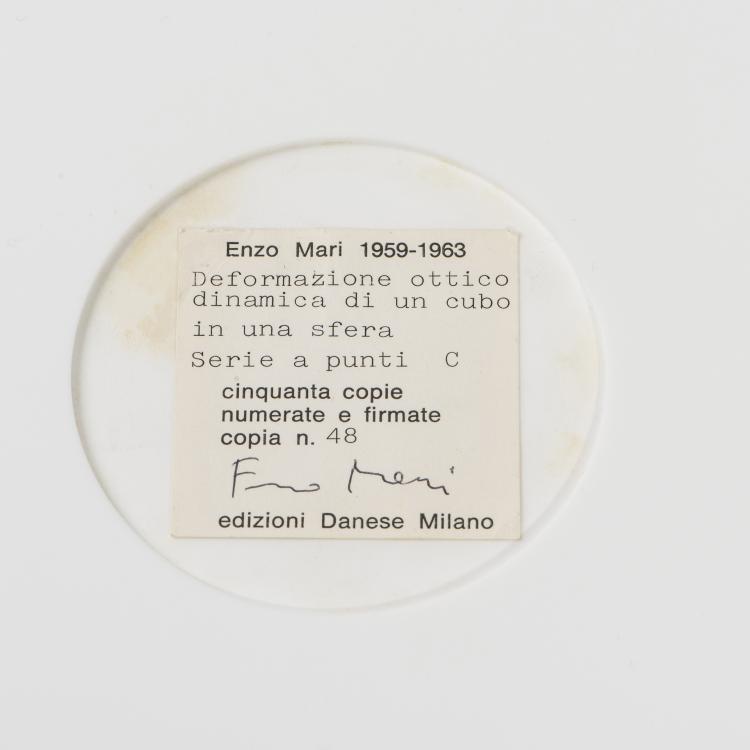 Enzo Mari 1959-1963
Deformazione ottico
dinamica di un cubo
in una sfera
Serie a punti C
cinquanta copie
numerate e firmate
copia n. 48
Enzo Mari
edizioni Danese Milano